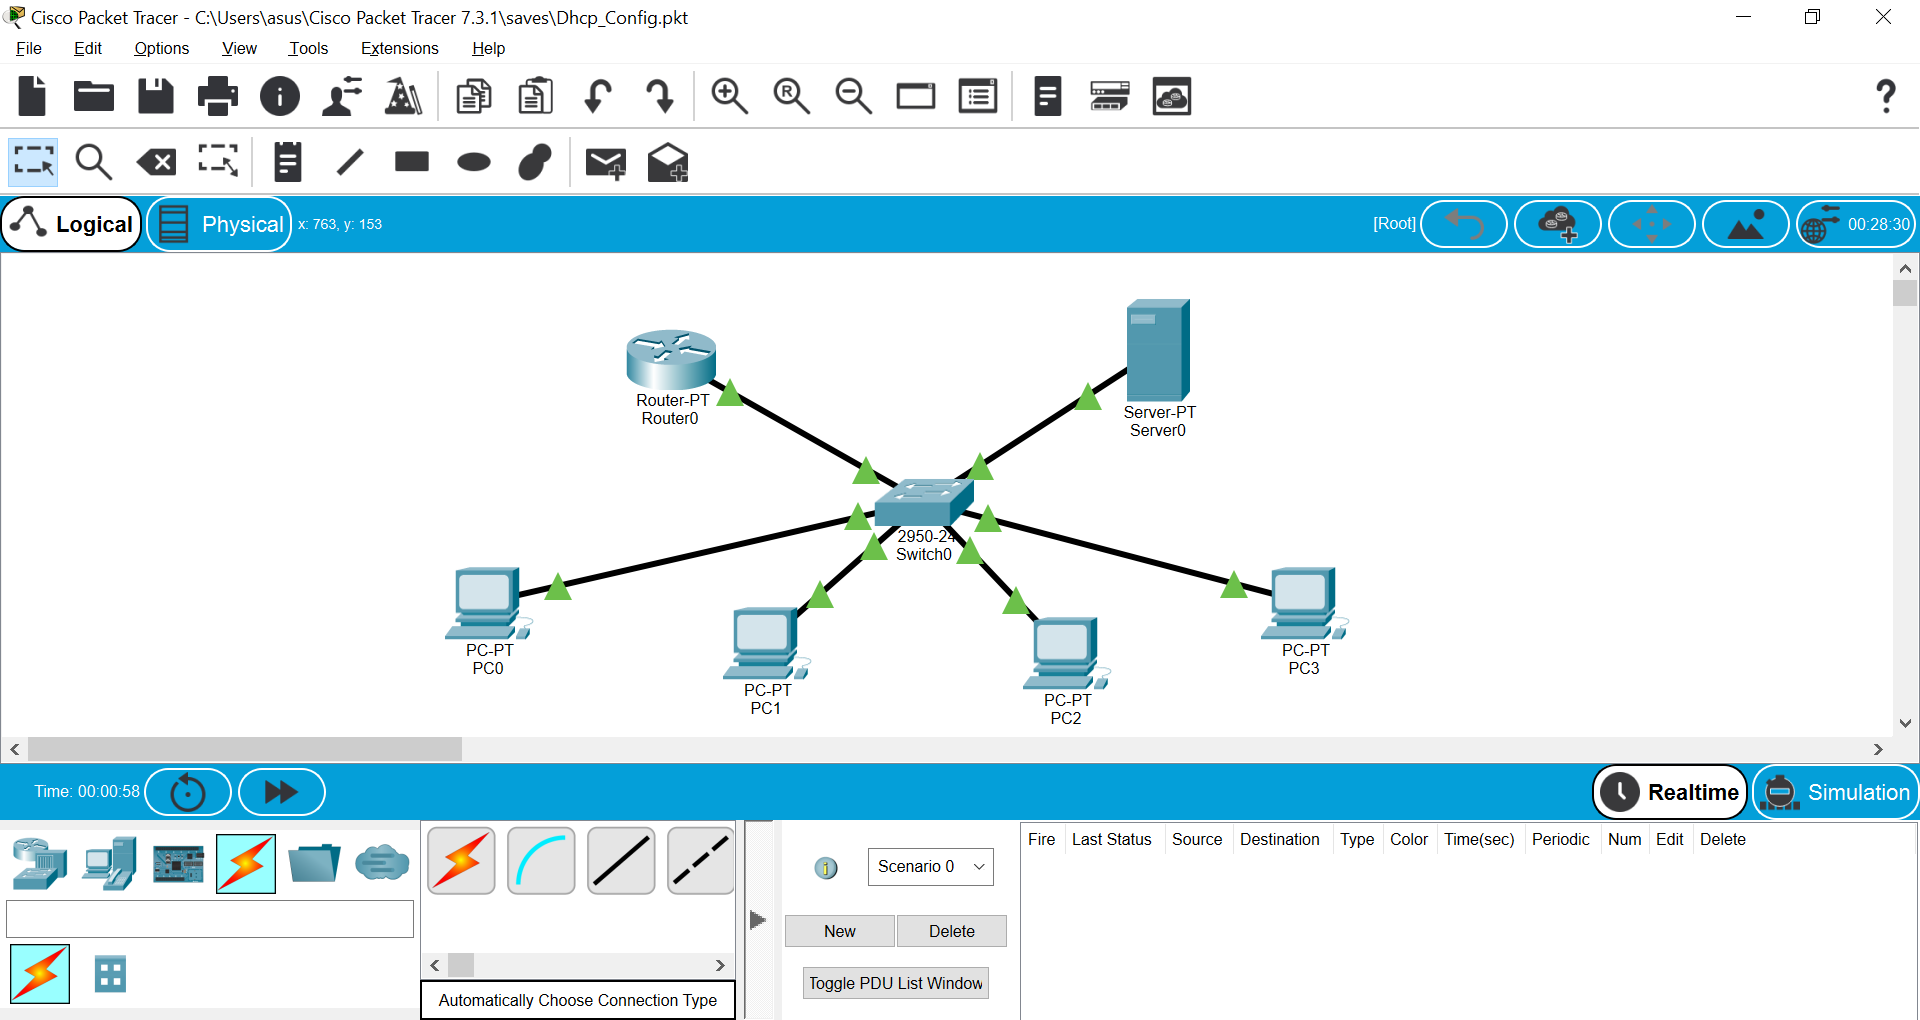 Cisco Packet Tracer - C:\Users\asus\Cisco Packet Tracer 7.3.1\saves\Dhcp_Config.pkt
File Edit Options View Tools Extensions Help
Logical Physical x: 763, y: 153 [Root] 00:28:30
Router-PT
Router0
Server-PT
Server0
2950-24
Switch0
PC-PT
PC0
PC-PT
PC1
PC-PT
PC2
PC-PT
PC3
Time: 00:00:58 Realtime Simulation
Scenario 0
New Delete
Toggle PDU List Window
Fire Last Status Source Destination Type Color Time(sec) Periodic Num Edit Delete
Automatically Choose Connection Type